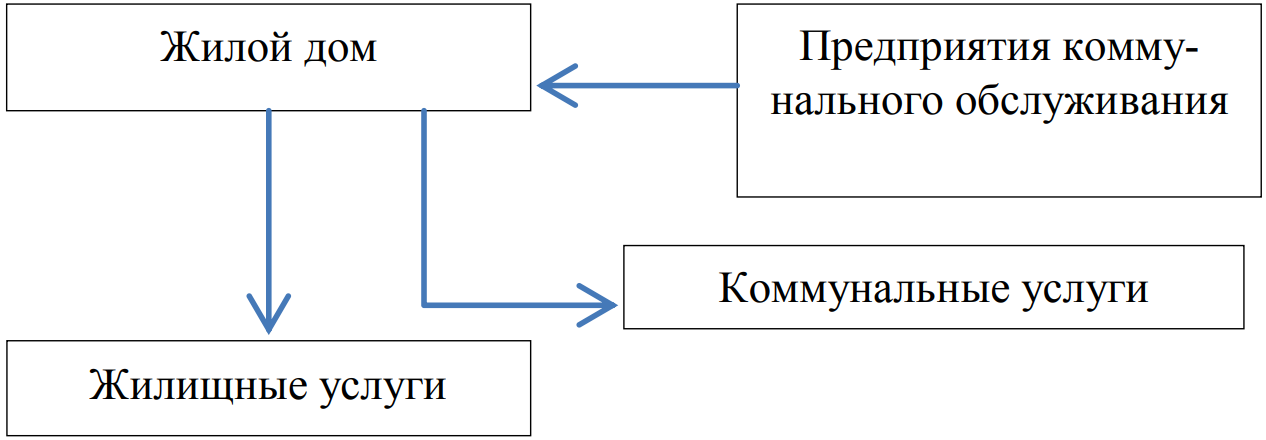 Жилой дом
Предприятия комму-
нального обслуживания
Коммунальные услуги
Жилищные услуги